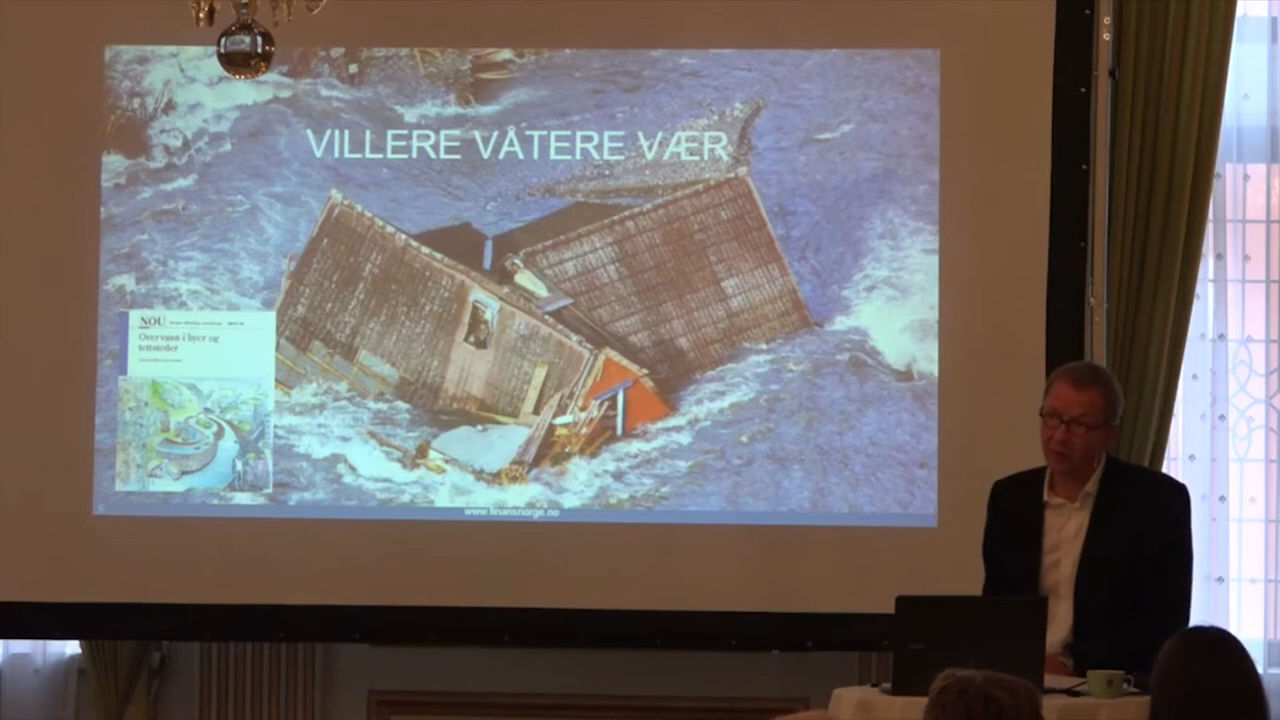 VILLERE VÅTERE VÆR
NOU
Overvann i byer og
tettsteder
www.finansnorge.no